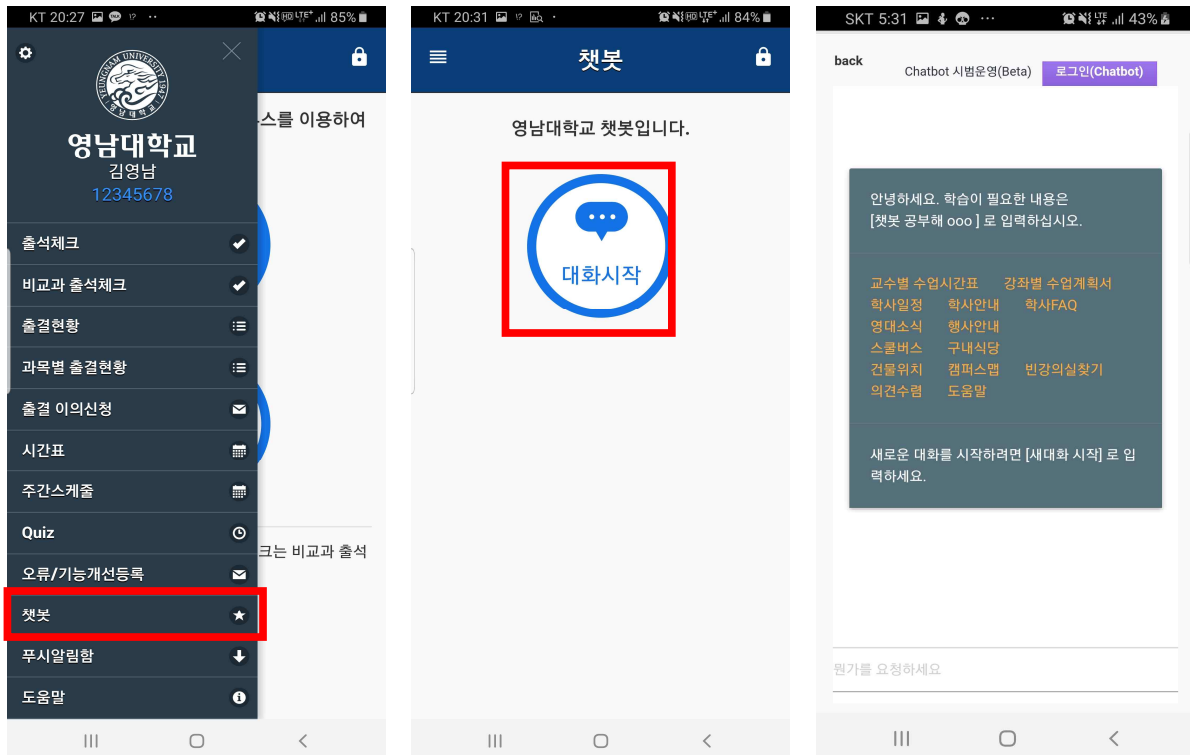 KT 20:27
85%
YEUNGNAM UNIVERSITY 1947
영남대학교
영남대학교
김영남
12345678
스를 이용하여
출석체크
비교과 출석체크
출결현황
과목별 출결현황
출결 이의신청
시간표
주간스케줄
Quiz
크는 비교과 출석
오류/기능개선등록
챗봇
푸시알림함
도움말
KT 20:31
84%
챗봇
영남대학교 챗봇입니다.
대화시작
SKT 5:31
43%
back
Chatbot 시범운영(Beta)
로그인(Chatbot)
안녕하세요. 학습이 필요한 내용은
[챗봇 공부해 ooo ] 로 입력하십시오.
교수별 수업시간표 강좌별 수업계획서
학사일정 학사안내 학사FAQ
영대소식 행사안내
스쿨버스 구내식당
건물위치 캠퍼스맵 빈강의실찾기
의견수렴 도움말
새로운 대화를 시작하려면 [새대화 시작] 로 입
력하세요.
뭔가를 요청하세요